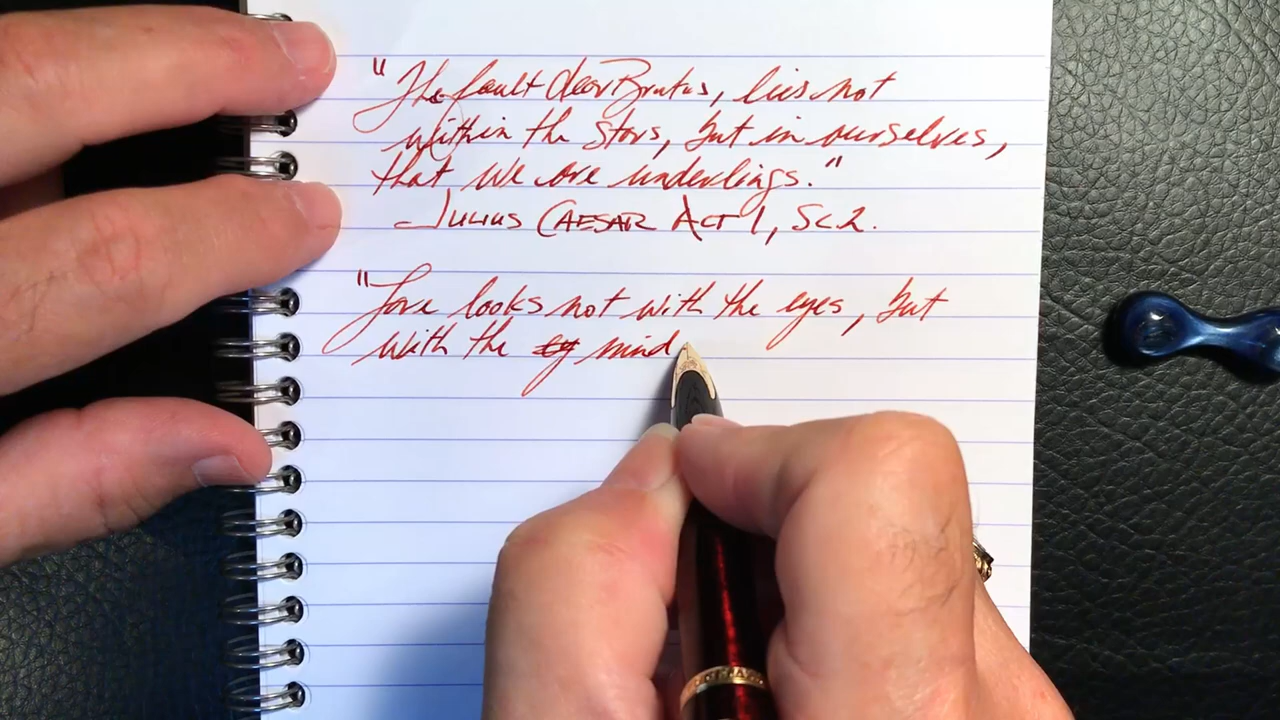 "The fault dear Brutus, lies not
within the stars, but in ourselves,
that we are underlings."
- Julius Caesar Act 1, Sc 2.
"Love looks not with the eyes, but
with the mind